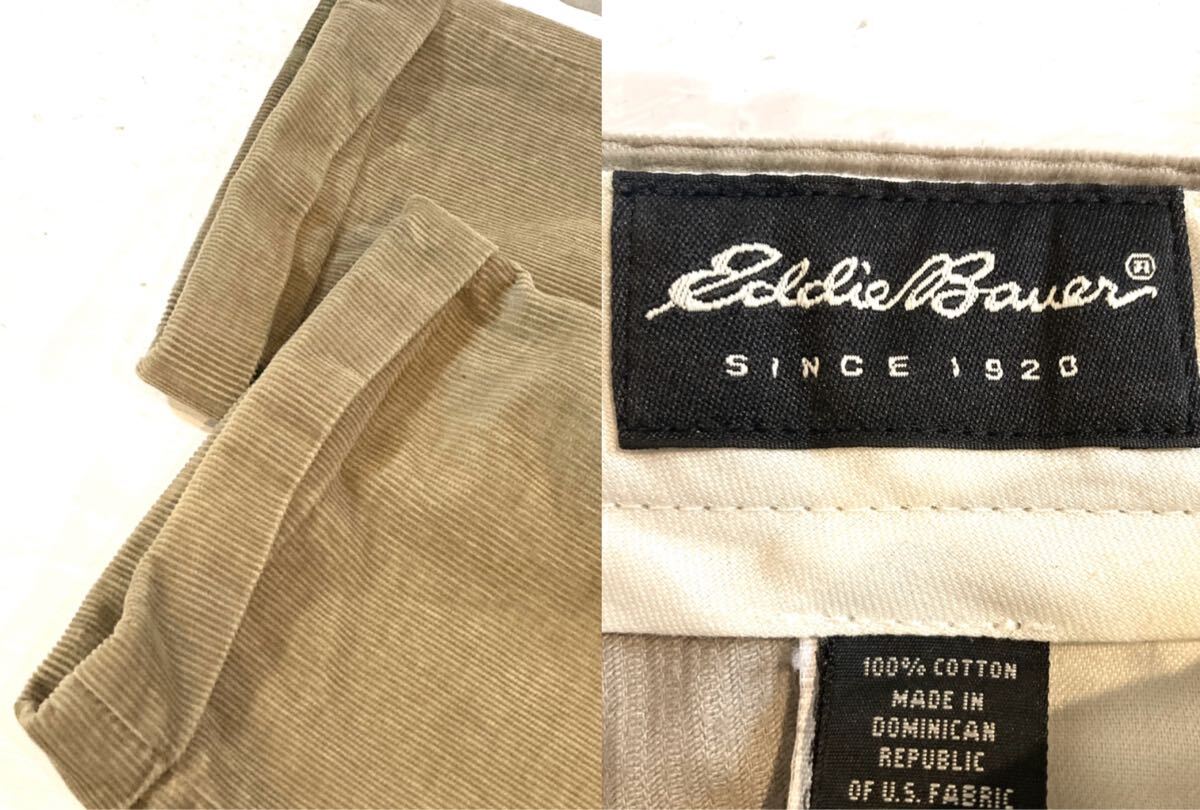 Eddie Bauer®
SINCE 1920
100% COTTON
MADE IN
DOMINICAN
REPUBLIC
OF U.S. FABRIC